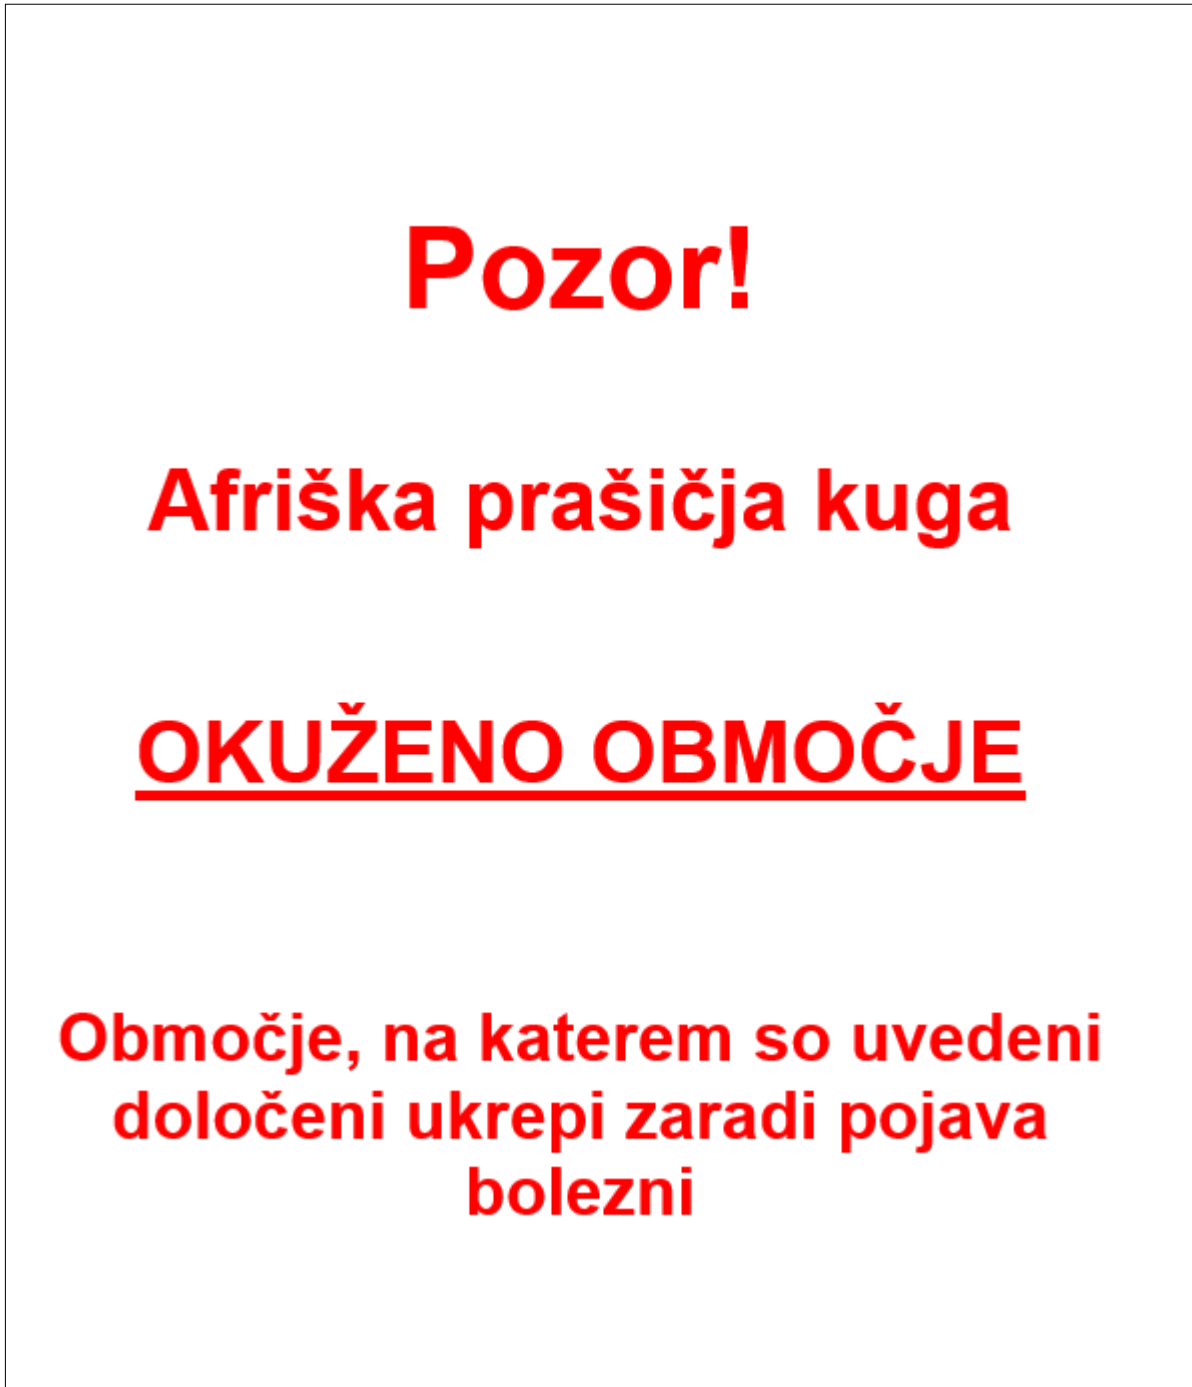 Pozor!
Afriška prašičja kuga
OKUŽENO OBMOČJE
Območje, na katerem so uvedeni
določeni ukrepi zaradi pojava
bolezni